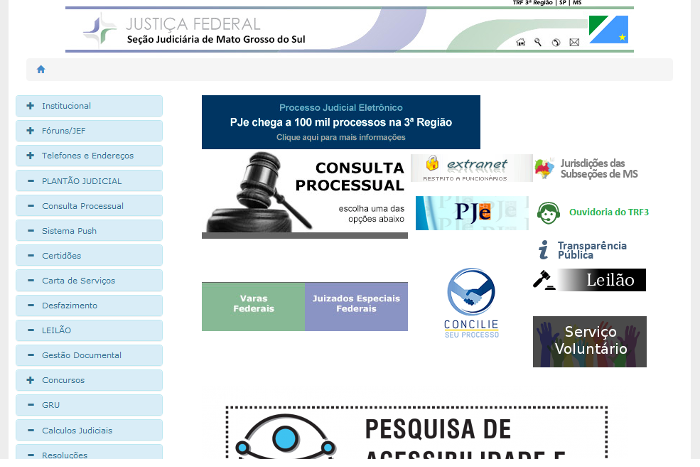 TRF 3ª Região | SP | MS
JUSTIÇA FEDERAL
Seção Judiciária de Mato Grosso do Sul
Institucional
Fóruns/JEF
Telefones e Endereços
PLANTÃO JUDICIAL
Consulta Processual
Sistema Push
Certidões
Carta de Serviços
Desfazimento
LEILÃO
Gestão Documental
Concursos
GRU
Calculos Judiciais
Resoluções
Processo Judicial Eletrônico
PJe chega a 100 mil processos na 3ª Região
Clique aqui para mais informações
CONSULTA
PROCESSUAL
escolha uma das
opções abaixo
Varas
Federais
Juizados Especiais
Federais
extranet
RESTRITO A FUNCIONÁRIOS
PJe
CONCILIE
SEU PROCESSO
Jurisdições das
Subseções de MS
Ouvidoria do TRF3
Transparência
Pública
Leilão
Serviço
Voluntário
PESQUISA DE
ACESSIBILIDADE E